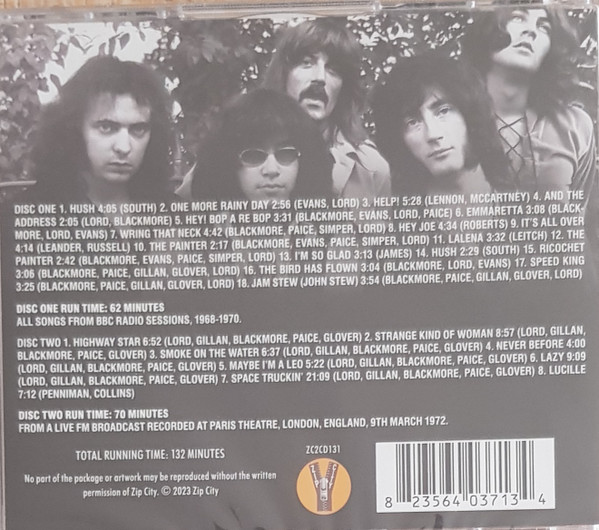 DISC ONE 1. HUSH 4:05 (SOUTH) 2. ONE MORE RAINY DAY 2:56 (EVANS, LORD) 3. HELP! 5:28 (LENNON, MCCARTNEY) 4. AND THE
ADDRESS 2:05 (LORD, BLACKMORE) 5. HEY! BOP A RE BOP 3:31 (BLACKMORE, EVANS, LORD, PAICE) 6. EMMARETTA 3:08 (BLACK-
MORE, LORD, EVANS) 7. WRING THAT NECK 4:42 (BLACKMORE, PAICE, SIMPER, LORD) 8. HEY JOE 4:34 (ROBERTS) 9. IT'S ALL OVER
4:14 (LEANDER, RUSSELL) 10. THE PAINTER 2:17 (BLACKMORE, EVANS, PAICE, SIMPER, LORD) 11. LALENA 3:32 (LEITCH) 12. THE
PAINTER 2:42 (BLACKMORE, EVANS, PAICE, SIMPER, LORD) 13. I'M SO GLAD 3:13 (JAMES) 14. HUSH 2:29 (SOUTH) 15. RICOCHET
3:06 (BLACKMORE, PAICE, GILLAN, GLOVER, LORD) 16. THE BIRD HAS FLOWN 3:04 (BLACKMORE, LORD, EVANS) 17. SPEED KING
3:25 (BLACKMORE, PAICE, GILLAN, GLOVER, LORD) 18. JAM STEW (JOHN STEW) 3:54 (BLACKMORE, PAICE, GILLAN, GLOVER, LORD)
DISC ONE RUN TIME: 62 MINUTES
ALL SONGS FROM BBC RADIO SESSIONS, 1968-1970.
DISC TWO 1. HIGHWAY STAR 6:52 (LORD, GILLAN, BLACKMORE, PAICE, GLOVER) 2. STRANGE KIND OF WOMAN 8:57 (LORD, GILLAN,
BLACKMORE, PAICE, GLOVER) 3. SMOKE ON THE WATER 6:37 (LORD, GILLAN, BLACKMORE, PAICE, GLOVER) 4. NEVER BEFORE 4:00
(LORD, GILLAN, BLACKMORE, PAICE, GLOVER) 5. MAYBE I'M A LEO 5:22 (LORD, GILLAN, BLACKMORE, PAICE, GLOVER) 6. LAZY 9:09
(LORD, GILLAN, BLACKMORE, PAICE, GLOVER) 7. SPACE TRUCKIN' 21:09 (LORD, GILLAN, BLACKMORE, PAICE, GLOVER) 8. LUCILLE
7:12 (PENNIMAN, COLLINS)
DISC TWO RUN TIME: 70 MINUTES
FROM A LIVE FM BROADCAST RECORDED AT PARIS THEATRE, LONDON, ENGLAND, 9TH MARCH 1972.
TOTAL RUNNING TIME: 132 MINUTES
No part of the package or artwork may be reproduced without the written
permission of Zip City. © 2023 Zip City
ZC2CD131
8 23564 03713 4